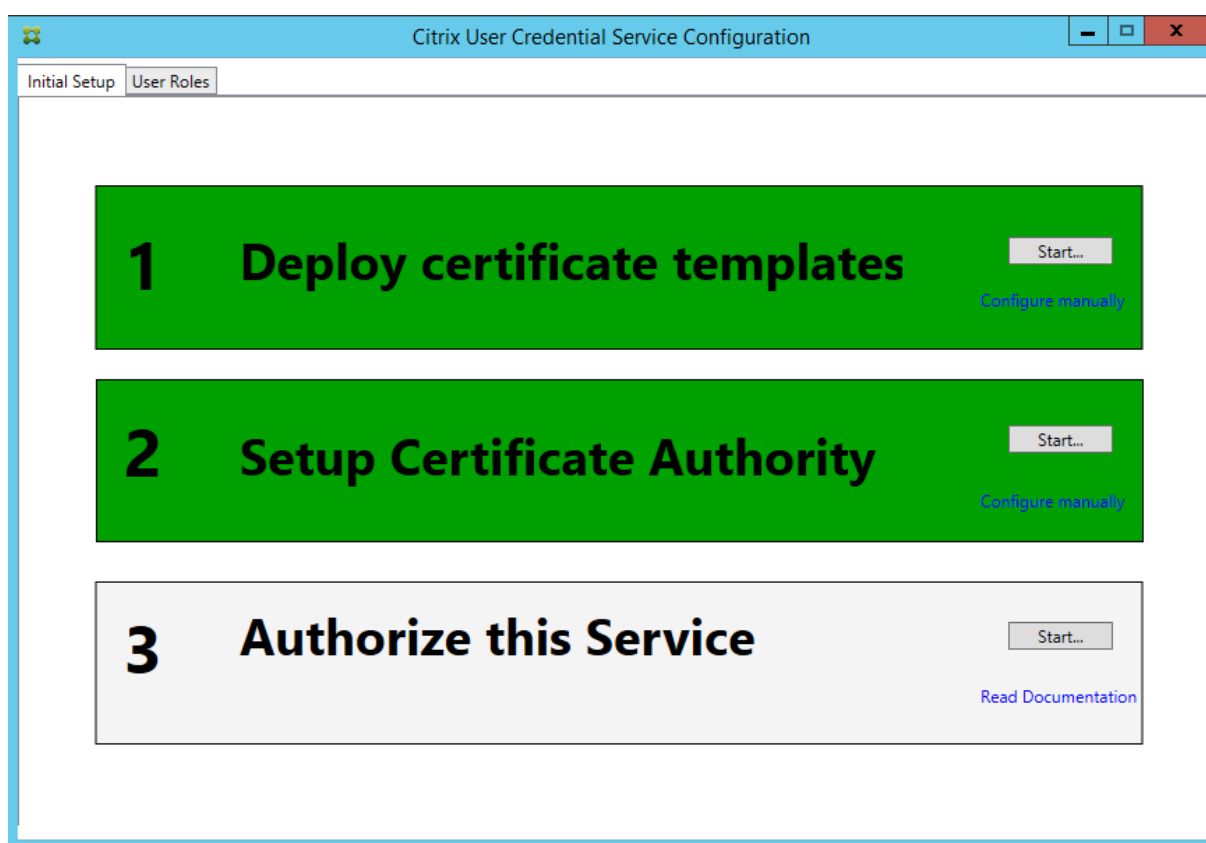 Citrix User Credential Service Configuration
Initial Setup User Roles
1 Deploy certificate templates
Start...
Configure manually
2 Setup Certificate Authority
Start...
Configure manually
3 Authorize this Service
Start...
Read Documentation